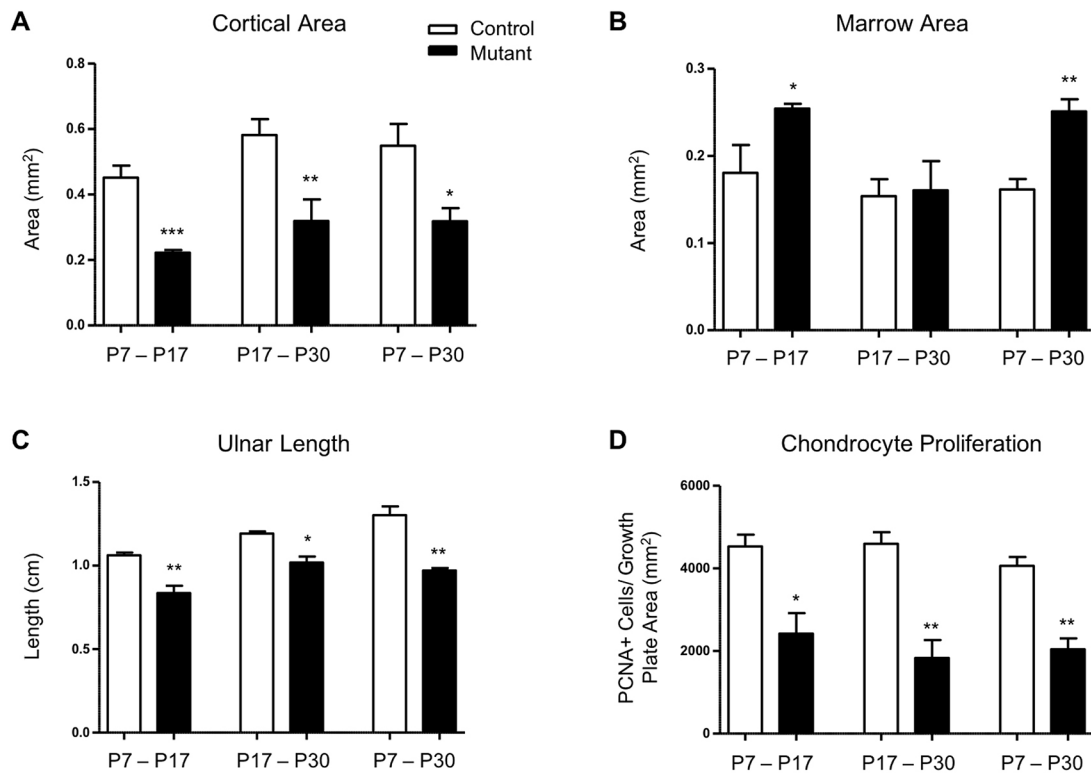 A
Cortical Area
Control
Mutant
Area (mm²)
0.8
0.6
0.4
0.2
0.0
***
**
*
P7 – P17
P17 – P30
P7 – P30
B
Marrow Area
Area (mm²)
0.3
0.2
0.1
0.0
*
**
P7 – P17
P17 – P30
P7 – P30
C
Ulnar Length
Length (cm)
1.5
1.0
0.5
0.0
**
*
**
P7 – P17
P17 – P30
P7 – P30
D
Chondrocyte Proliferation
PCNA+ Cells/ Growth
Plate Area (mm²)
6000
4000
2000
0
*
**
**
P7 – P17
P17 – P30
P7 – P30